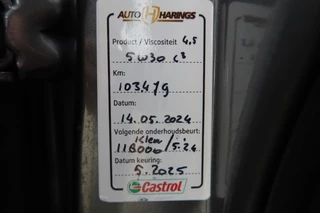 AUTO HARINGS
Product / Viscositeit 4,5
5W30 C3
Km:
103479
Datum:
14.05.2024
Volgende onderhoudsbeurt:
118000 / 5.26
Datum keuring:
5.2025
Castrol